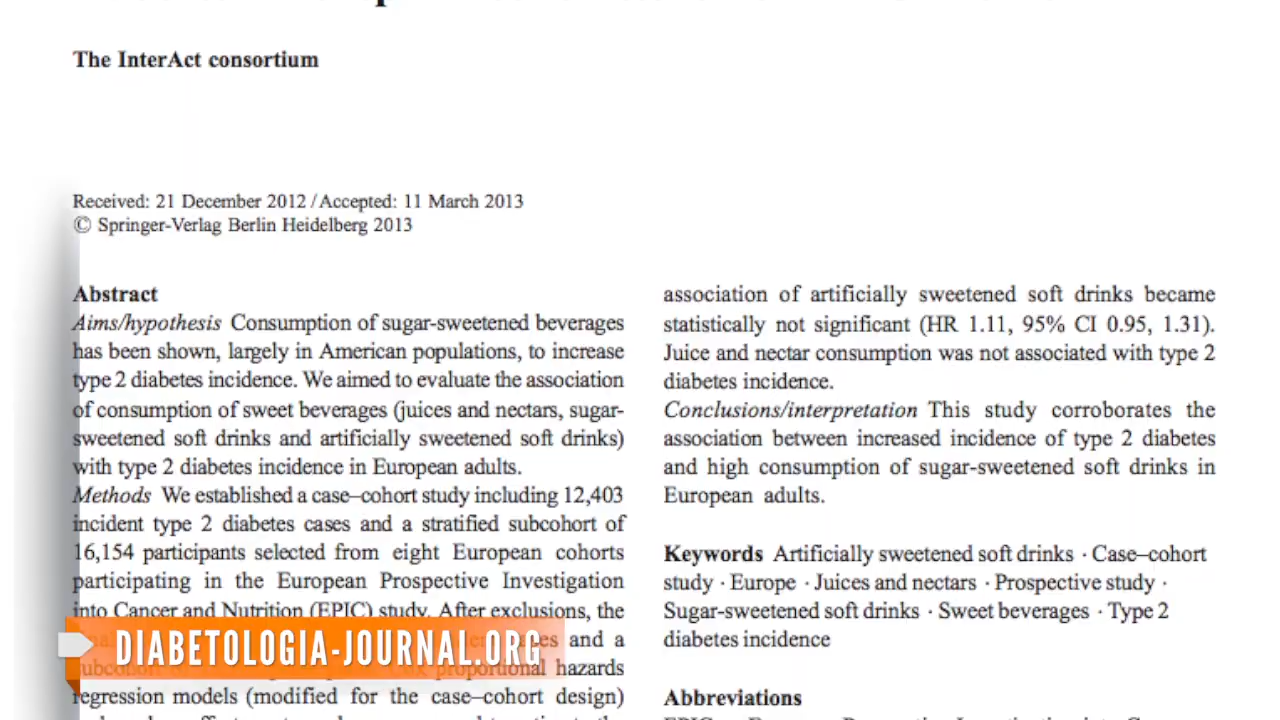 The InterAct consortium
Received: 21 December 2012 / Accepted: 11 March 2013
© Springer-Verlag Berlin Heidelberg 2013
Abstract
Aims/hypothesis Consumption of sugar-sweetened beverages
has been shown, largely in American populations, to increase
type 2 diabetes incidence. We aimed to evaluate the association
of consumption of sweet beverages (juices and nectars, sugar-
sweetened soft drinks and artificially sweetened soft drinks)
with type 2 diabetes incidence in European adults.
Methods We established a case–cohort study including 12,403
incident type 2 diabetes cases and a stratified subcohort of
16,154 participants selected from eight European cohorts
participating in the European Prospective Investigation
into Cancer and Nutrition (EPIC) study. After exclusions, the
and a
proportional hazards
regression models (modified for the case–cohort design)
association of artificially sweetened soft drinks became
statistically not significant (HR 1.11, 95% CI 0.95, 1.31).
Juice and nectar consumption was not associated with type 2
diabetes incidence.
Conclusions/interpretation This study corroborates the
association between increased incidence of type 2 diabetes
and high consumption of sugar-sweetened soft drinks in
European adults.
Keywords Artificially sweetened soft drinks · Case–cohort
study · Europe · Juices and nectars · Prospective study ·
Sugar-sweetened soft drinks · Sweet beverages · Type 2
diabetes incidence
Abbreviations
DIABETOLOGIA-JOURNAL.ORG